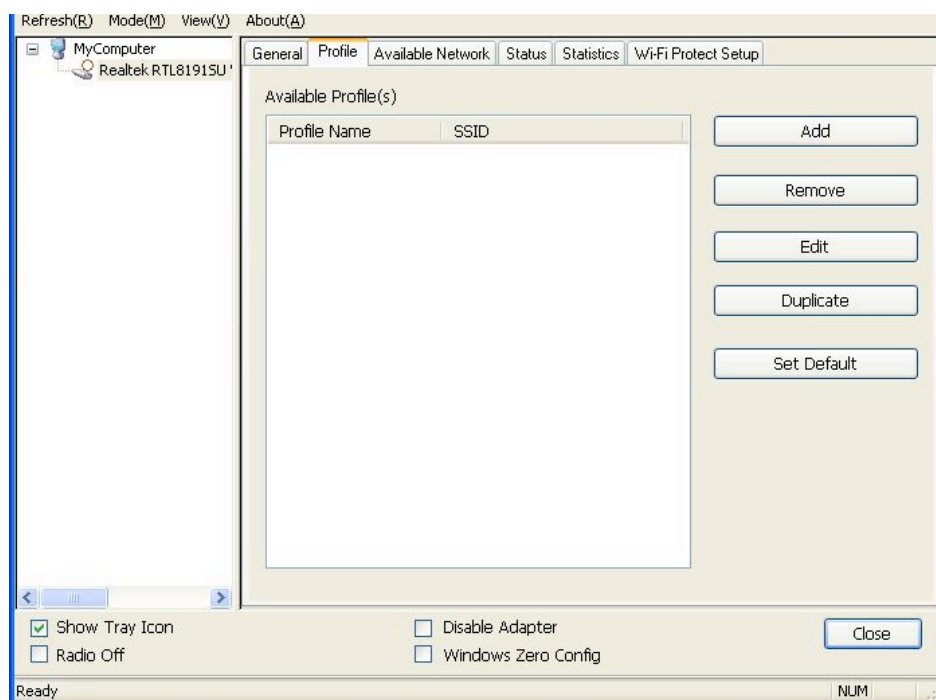 Refresh(R) Mode(M) View(V) About(A)
MyComputer
Realtek RTL8191SU
General Profile Available Network Status Statistics Wi-Fi Protect Setup
Available Profile(s)
Profile Name SSID
Add
Remove
Edit
Duplicate
Set Default
Show Tray Icon
Radio Off
Disable Adapter
Windows Zero Config
Close
Ready NUM